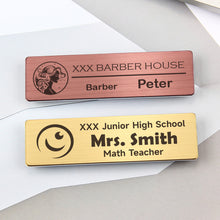 XXX BARBER HOUSE
Barber Peter
XXX Junior High School
Mrs. Smith
Math Teacher